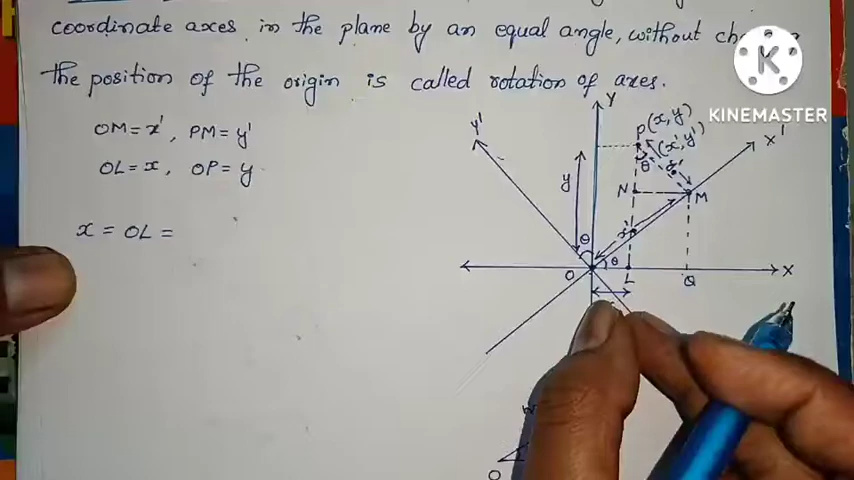 coordinate axes in the plane by an equal angle, without
the position of the origin is called rotation of axes.
KINEMASTER
OM = x', PM = y'
OL = x, OP = y
x = OL =
Y
Y'
P(x,y)
(x',y')
X'
θ
y'
y
N
M
x'
θ
θ
O
L
Q
X
O